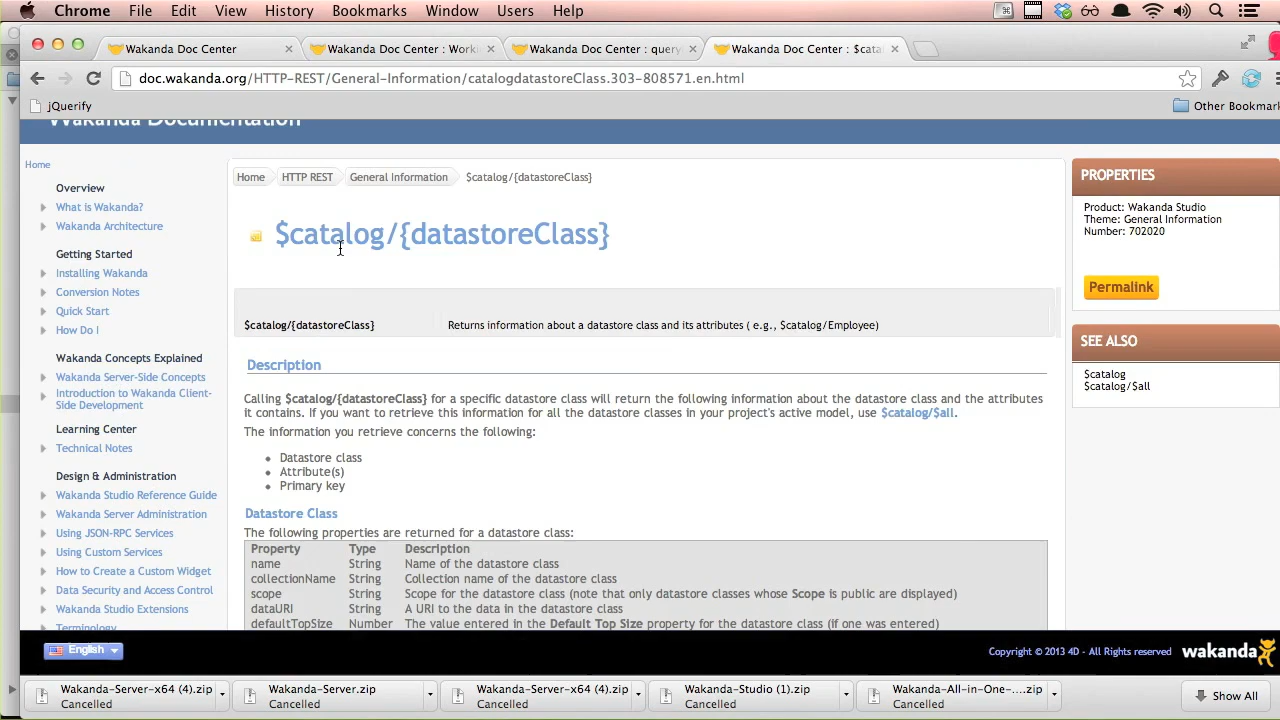 Chrome File Edit View History Bookmarks Window Users Help
Wakanda Doc Center
Wakanda Doc Center : Worki
Wakanda Doc Center : query
Wakanda Doc Center : $cata
doc.wakanda.org/HTTP-REST/General-Information/catalogdatastoreClass.303-808571.en.html
jQuerify
Other Bookmark
Wakanda Documentation
Home
Overview
What is Wakanda?
Wakanda Architecture
Getting Started
Installing Wakanda
Conversion Notes
Quick Start
How Do I
Wakanda Concepts Explained
Wakanda Server-Side Concepts
Introduction to Wakanda Client-
Side Development
Learning Center
Technical Notes
Design & Administration
Wakanda Studio Reference Guide
Wakanda Server Administration
Using JSON-RPC Services
Using Custom Services
How to Create a Custom Widget
Data Security and Access Control
Wakanda Studio Extensions
Terminology
Home HTTP REST General Information $catalog/{datastoreClass}
$catalog/{datastoreClass}
$catalog/{datastoreClass} Returns information about a datastore class and its attributes ( e.g., $catalog/Employee)
Description
Calling $catalog/{datastoreClass} for a specific datastore class will return the following information about the datastore class and the attributes
it contains. If you want to retrieve this information for all the datastore classes in your project's active model, use $catalog/$all.
The information you retrieve concerns the following:
Datastore class
Attribute(s)
Primary key
Datastore Class
The following properties are returned for a datastore class:
Property Type Description
name String Name of the datastore class
collectionName String Collection name of the datastore class
scope String Scope for the datastore class (note that only datastore classes whose Scope is public are displayed)
dataURI String A URI to the data in the datastore class
defaultTopSize Number The value entered in the Default Top Size property for the datastore class (if one was entered)
PROPERTIES
Product: Wakanda Studio
Theme: General Information
Number: 702020
Permalink
SEE ALSO
$catalog
$catalog/$all
English
Copyright © 2013 4D - All Rights reserved
wakanda
Wakanda-Server-x64 (4).zip
Cancelled
Wakanda-Server.zip
Cancelled
Wakanda-Server-x64 (4).zip
Cancelled
Wakanda-Studio (1).zip
Cancelled
Wakanda-All-in-One-....zip
Cancelled
Show All